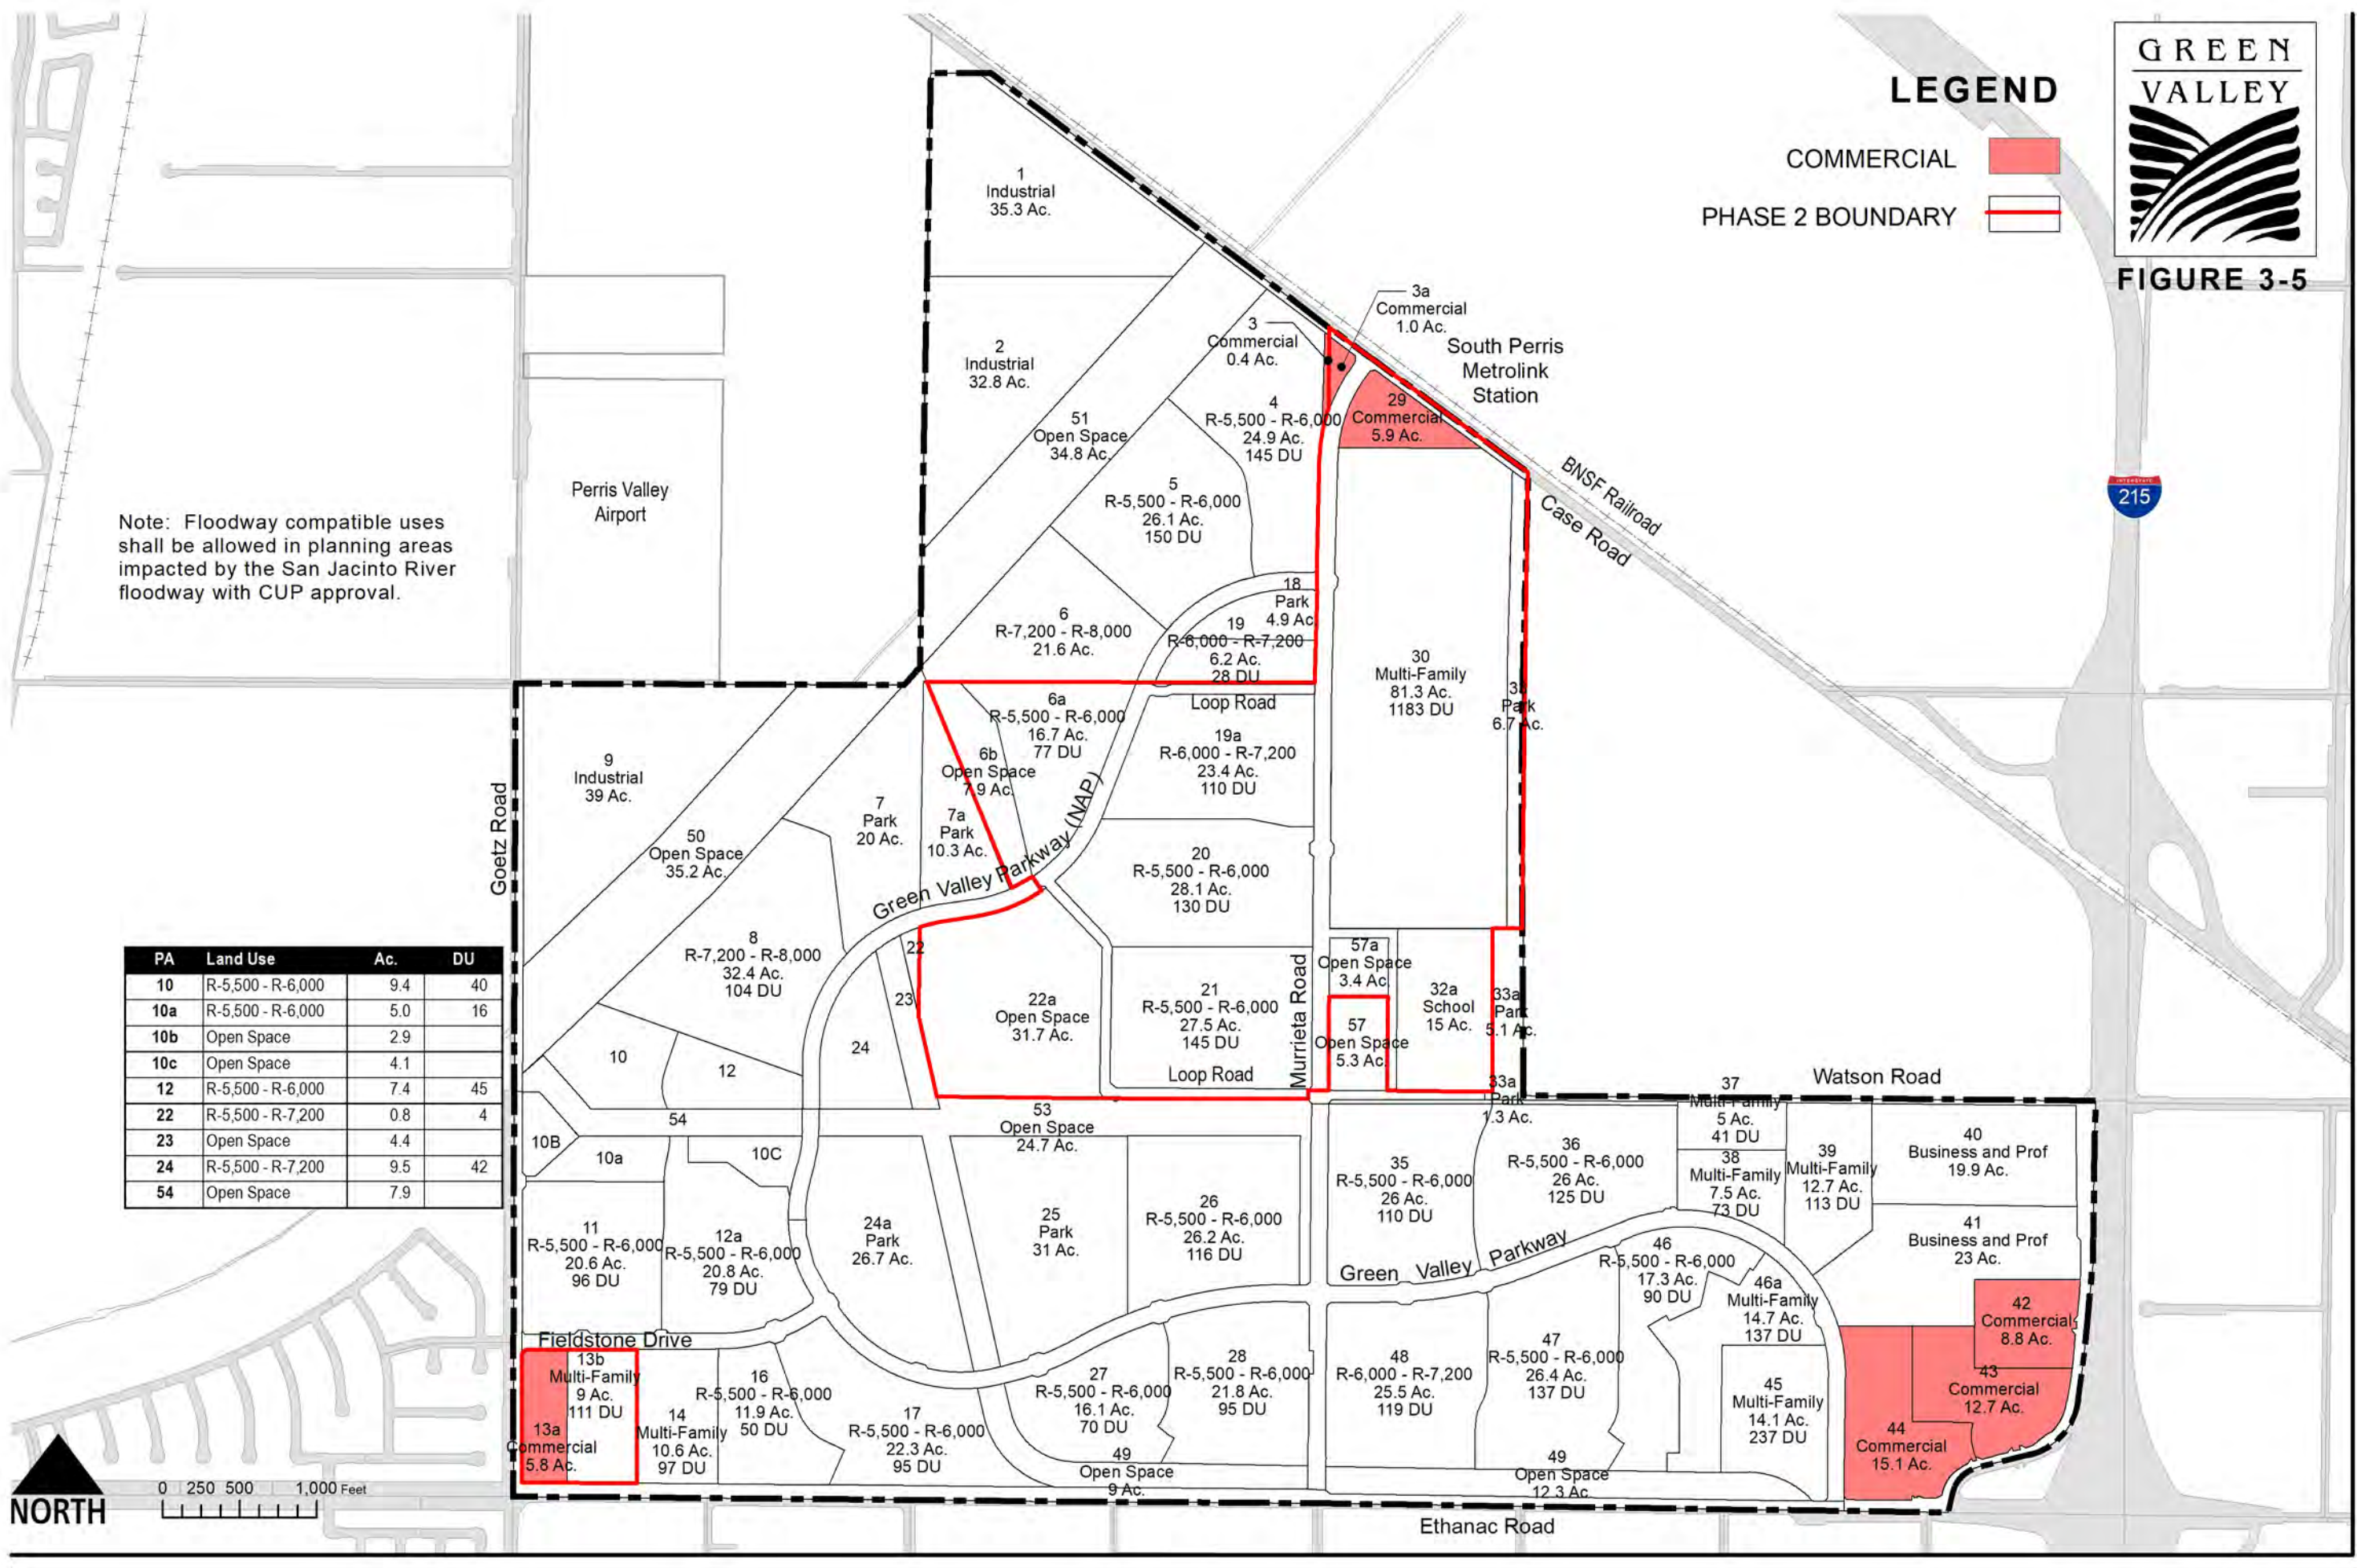 GREEN
VALLEY
FIGURE 3-5
LEGEND
COMMERCIAL
PHASE 2 BOUNDARY
INTERSTATE
215
1
Industrial
35.3 Ac.
2
Industrial
32.8 Ac.
3
Commercial
0.4 Ac.
3a
Commercial
1.0 Ac.
South Perris
Metrolink
Station
29
Commercial
5.9 Ac.
4
R-5,500 - R-6,000
24.9 Ac.
145 DU
51
Open Space
34.8 Ac.
5
R-5,500 - R-6,000
26.1 Ac.
150 DU
BNSF Railroad
Case Road
Perris Valley
Airport
Note: Floodway compatible uses
shall be allowed in planning areas
impacted by the San Jacinto River
floodway with CUP approval.
6
R-7,200 - R-8,000
21.6 Ac.
18
Park
4.9 Ac.
19
R-6,000 - R-7,200
6.2 Ac.
28 DU
30
Multi-Family
81.3 Ac.
1183 DU
Park
6.7 Ac.
Loop Road
6a
R-5,500 - R-6,000
16.7 Ac.
77 DU
6b
Open Space
7.9 Ac.
19a
R-6,000 - R-7,200
23.4 Ac.
110 DU
9
Industrial
39 Ac.
7
Park
20 Ac.
7a
Park
10.3 Ac.
Green Valley Parkway (NAP)
50
Open Space
35.2 Ac.
Goetz Road
20
R-5,500 - R-6,000
28.1 Ac.
130 DU
8
R-7,200 - R-8,000
32.4 Ac.
104 DU
22
23
24
22a
Open Space
31.7 Ac.
21
R-5,500 - R-6,000
27.5 Ac.
145 DU
Loop Road
Murrieta Road
57a
Open Space
3.4 Ac.
57
Open Space
5.3 Ac.
32a
School
15 Ac.
33a
Park
5.1 Ac.
33a
Park
1.3 Ac.
PA Land Use Ac. DU
10 R-5,500 - R-6,000 9.4 40
10a R-5,500 - R-6,000 5.0 16
10b Open Space 2.9
10c Open Space 4.1
12 R-5,500 - R-6,000 7.4 45
22 R-5,500 - R-7,200 0.8 4
23 Open Space 4.4
24 R-5,500 - R-7,200 9.5 42
54 Open Space 7.9
10
12
54
10B
10a
10C
53
Open Space
24.7 Ac.
Watson Road
37
Multi-Family
5 Ac.
41 DU
38
Multi-Family
7.5 Ac.
73 DU
39
Multi-Family
12.7 Ac.
113 DU
40
Business and Prof
19.9 Ac.
41
Business and Prof
23 Ac.
35
R-5,500 - R-6,000
26 Ac.
110 DU
36
R-5,500 - R-6,000
26 Ac.
125 DU
11
R-5,500 - R-6,000
20.6 Ac.
96 DU
12a
R-5,500 - R-6,000
20.8 Ac.
79 DU
24a
Park
26.7 Ac.
25
Park
31 Ac.
26
R-5,500 - R-6,000
26.2 Ac.
116 DU
Green Valley Parkway
46
R-5,500 - R-6,000
17.3 Ac.
90 DU
46a
Multi-Family
14.7 Ac.
137 DU
42
Commercial
8.8 Ac.
43
Commercial
12.7 Ac.
44
Commercial
15.1 Ac.
45
Multi-Family
14.1 Ac.
237 DU
Fieldstone Drive
13a
Commercial
5.8 Ac.
13b
Multi-Family
9 Ac.
111 DU
14
Multi-Family
10.6 Ac.
97 DU
16
R-5,500 - R-6,000
11.9 Ac.
50 DU
17
R-5,500 - R-6,000
22.3 Ac.
95 DU
27
R-5,500 - R-6,000
16.1 Ac.
70 DU
28
R-5,500 - R-6,000
21.8 Ac.
95 DU
48
R-6,000 - R-7,200
25.5 Ac.
119 DU
47
R-5,500 - R-6,000
26.4 Ac.
137 DU
49
Open Space
9 Ac.
49
Open Space
12.3 Ac.
Ethanac Road
NORTH
0 250 500 1,000 Feet